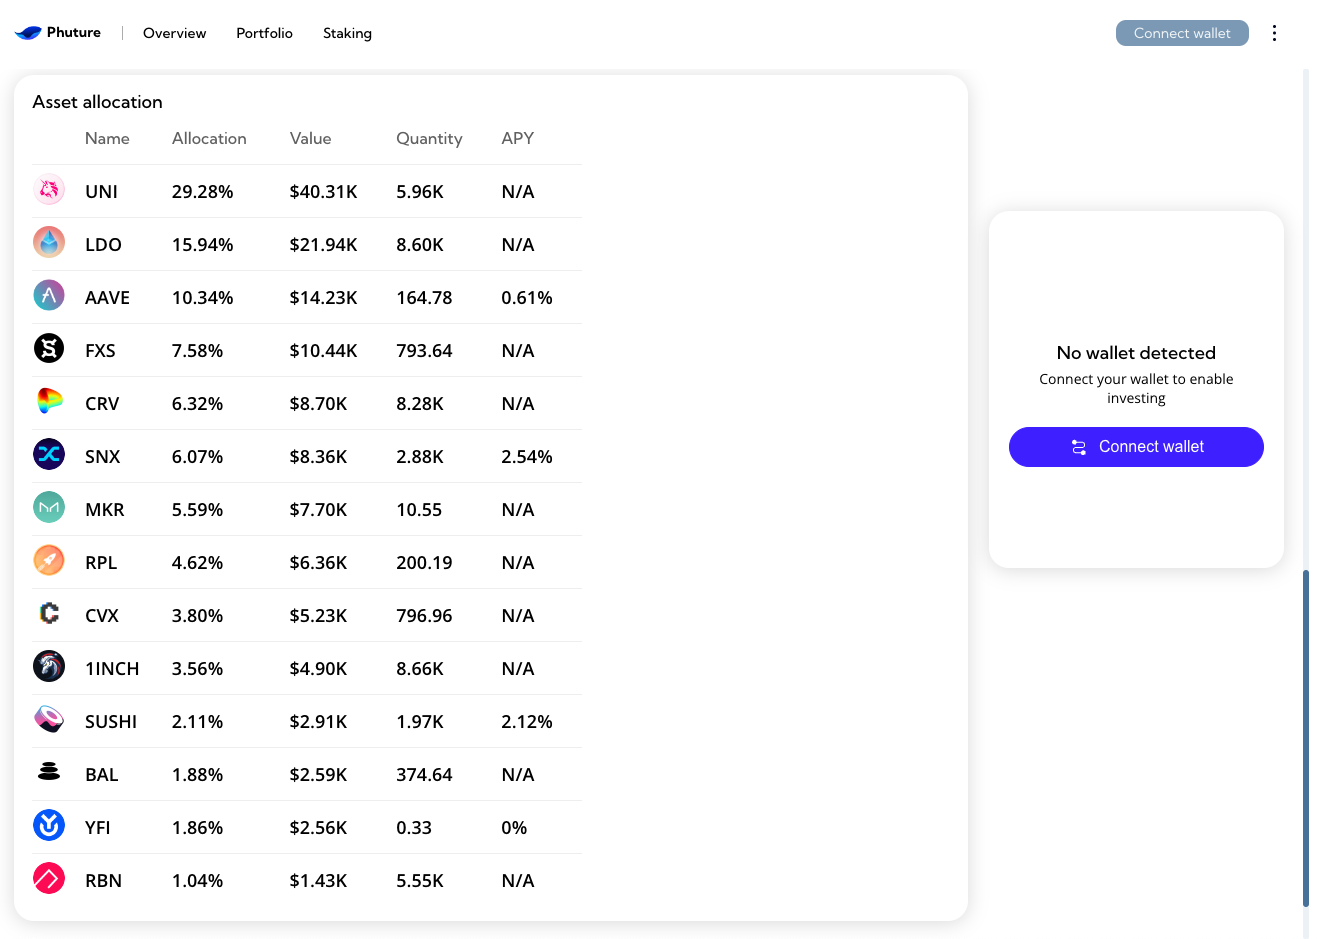 Phuture
Overview
Portfolio
Staking
Connect wallet
Asset allocation
Name Allocation Value Quantity APY
UNI 29.28% $40.31K 5.96K N/A
LDO 15.94% $21.94K 8.60K N/A
AAVE 10.34% $14.23K 164.78 0.61%
FXS 7.58% $10.44K 793.64 N/A
CRV 6.32% $8.70K 8.28K N/A
SNX 6.07% $8.36K 2.88K 2.54%
MKR 5.59% $7.70K 10.55 N/A
RPL 4.62% $6.36K 200.19 N/A
CVX 3.80% $5.23K 796.96 N/A
1INCH 3.56% $4.90K 8.66K N/A
SUSHI 2.11% $2.91K 1.97K 2.12%
BAL 1.88% $2.59K 374.64 N/A
YFI 1.86% $2.56K 0.33 0%
RBN 1.04% $1.43K 5.55K N/A
No wallet detected
Connect your wallet to enable
investing
Connect wallet